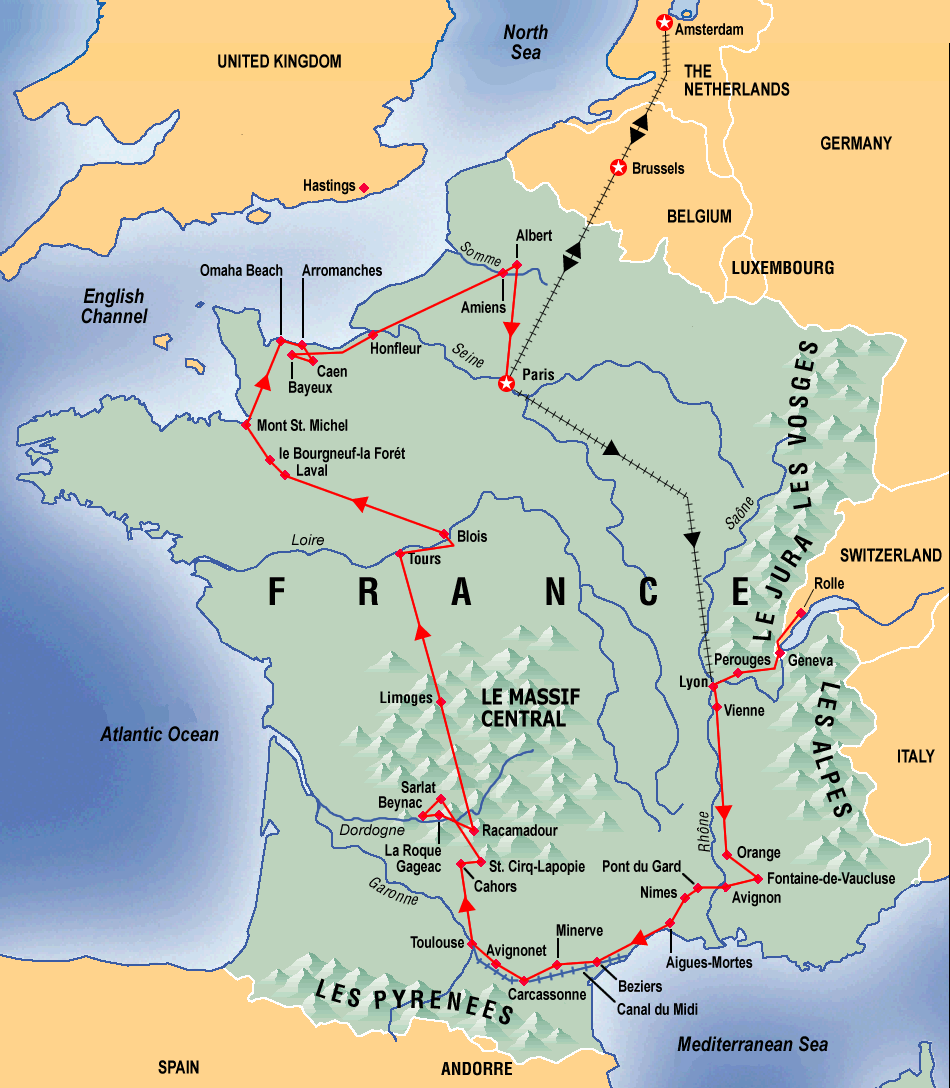 North
Sea
Amsterdam
UNITED KINGDOM
THE
NETHERLANDS
GERMANY
Brussels
Hastings
BELGIUM
Albert
Somme
Omaha Beach
Arromanches
LUXEMBOURG
English
Channel
Amiens
Honfleur
Seine
Caen
Bayeux
Paris
LES VOSGES
Mont St. Michel
le Bourgneuf-la Forét
Laval
Saône
Blois
Loire
Tours
SWITZERLAND
LE JURA
Rolle
FRANCE
Perouges
Geneva
Lyon
Limoges
LE MASSIF
CENTRAL
Vienne
LES ALPES
Atlantic Ocean
ITALY
Sarlat
Beynac
Dordogne
Racamadour
Rhône
La Roque
Gageac
Orange
St. Cirq-Lapopie
Pont du Gard
Fontaine-de-Vaucluse
Garonne
Cahors
Nimes
Avignon
Minerve
Toulouse
Avignonet
Aigues-Mortes
Beziers
Carcassonne
Canal du Midi
LES PYRENEES
Mediterranean Sea
SPAIN
ANDORRE